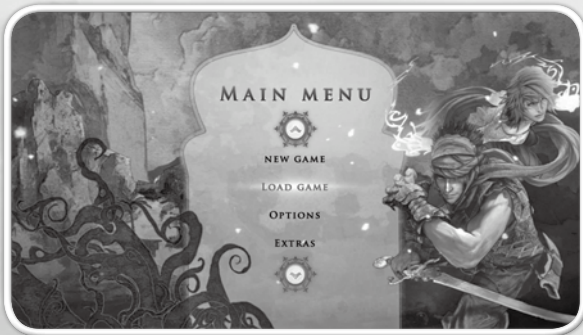 MAIN MENU
NEW GAME
LOAD GAME
OPTIONS
EXTRAS